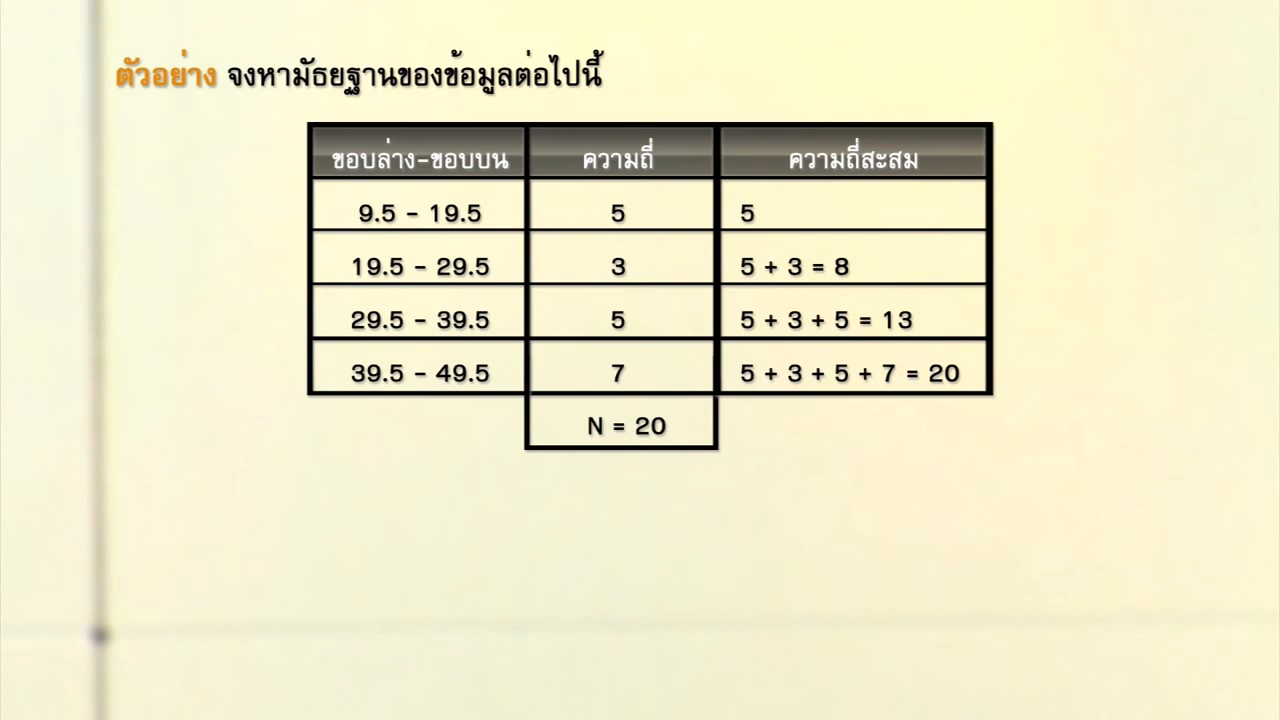 ตัวอย่าง จงหามัธยฐานของข้อมูลต่อไปนี้
ขอบล่าง-ขอบบน ความถี่ ความถี่สะสม
9.5 - 19.5 5 5
19.5 - 29.5 3 5 + 3 = 8
29.5 - 39.5 5 5 + 3 + 5 = 13
39.5 - 49.5 7 5 + 3 + 5 + 7 = 20
N = 20